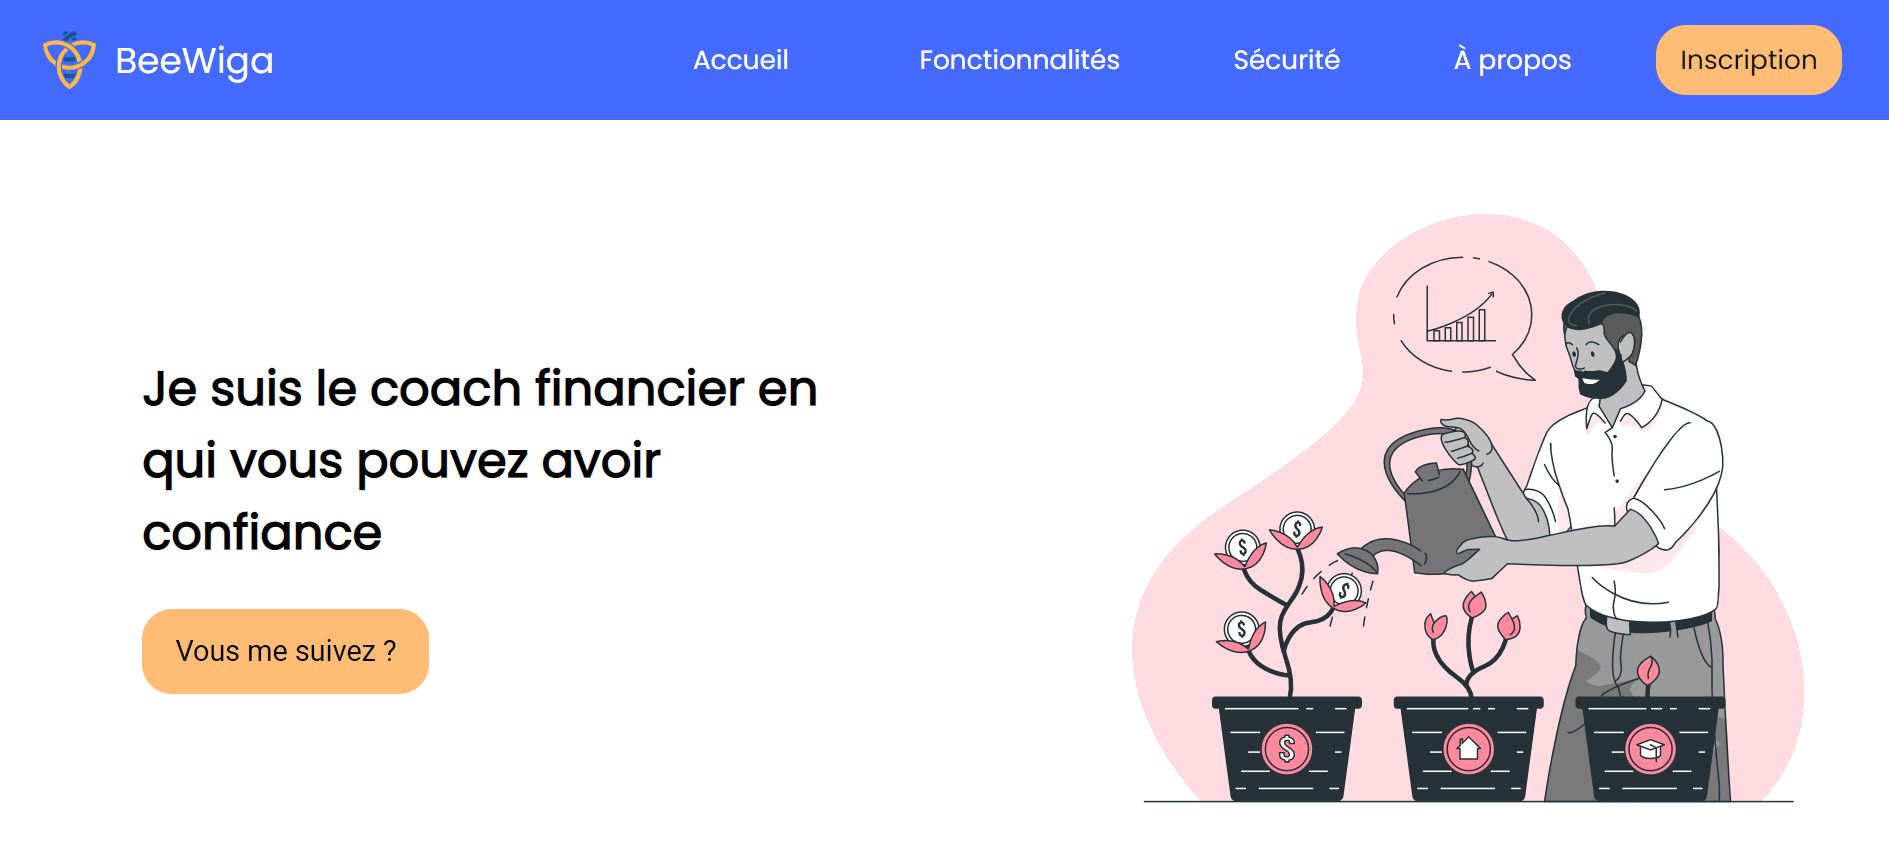 BeeWiga
Accueil
Fonctionnalités
Sécurité
À propos
Inscription
Je suis le coach financier en
qui vous pouvez avoir
confiance
Vous me suivez ?
$
$
$
$
$